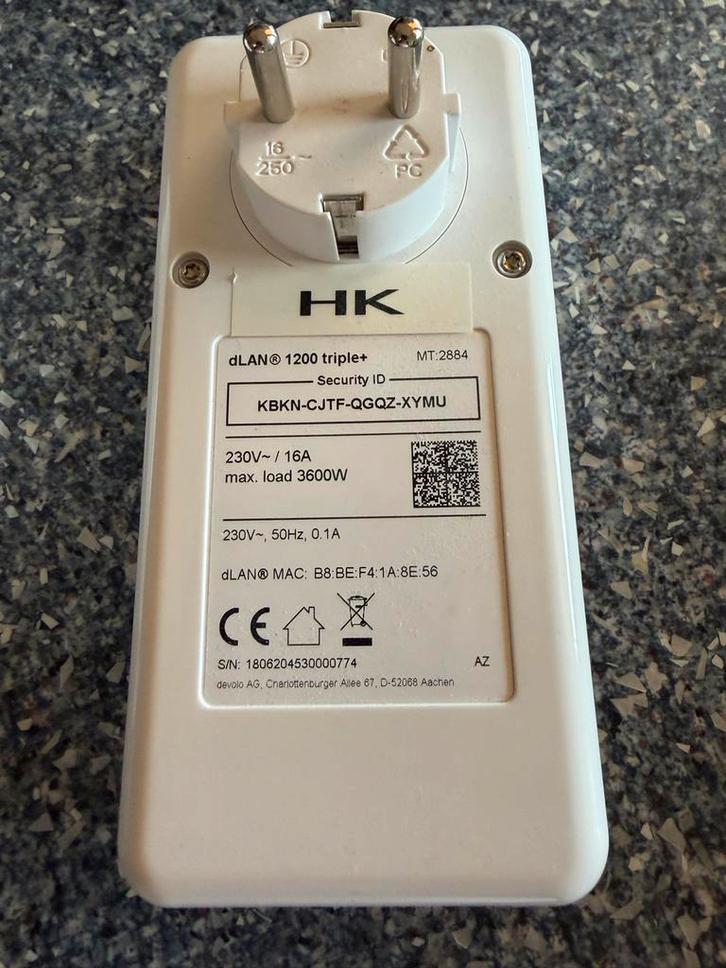 16
250~
PC
HK
dLAN® 1200 triple+ MT:2884
Security ID
KBKN-CJTF-QGQZ-XYMU
230V~ / 16A
max. load 3600W
230V~, 50Hz, 0.1A
dLAN® MAC: B8:BE:F4:1A:8E:56
CE
S/N: 1806204530000774 AZ
devolo AG, Charlottenburger Allee 67, D-52068 Aachen